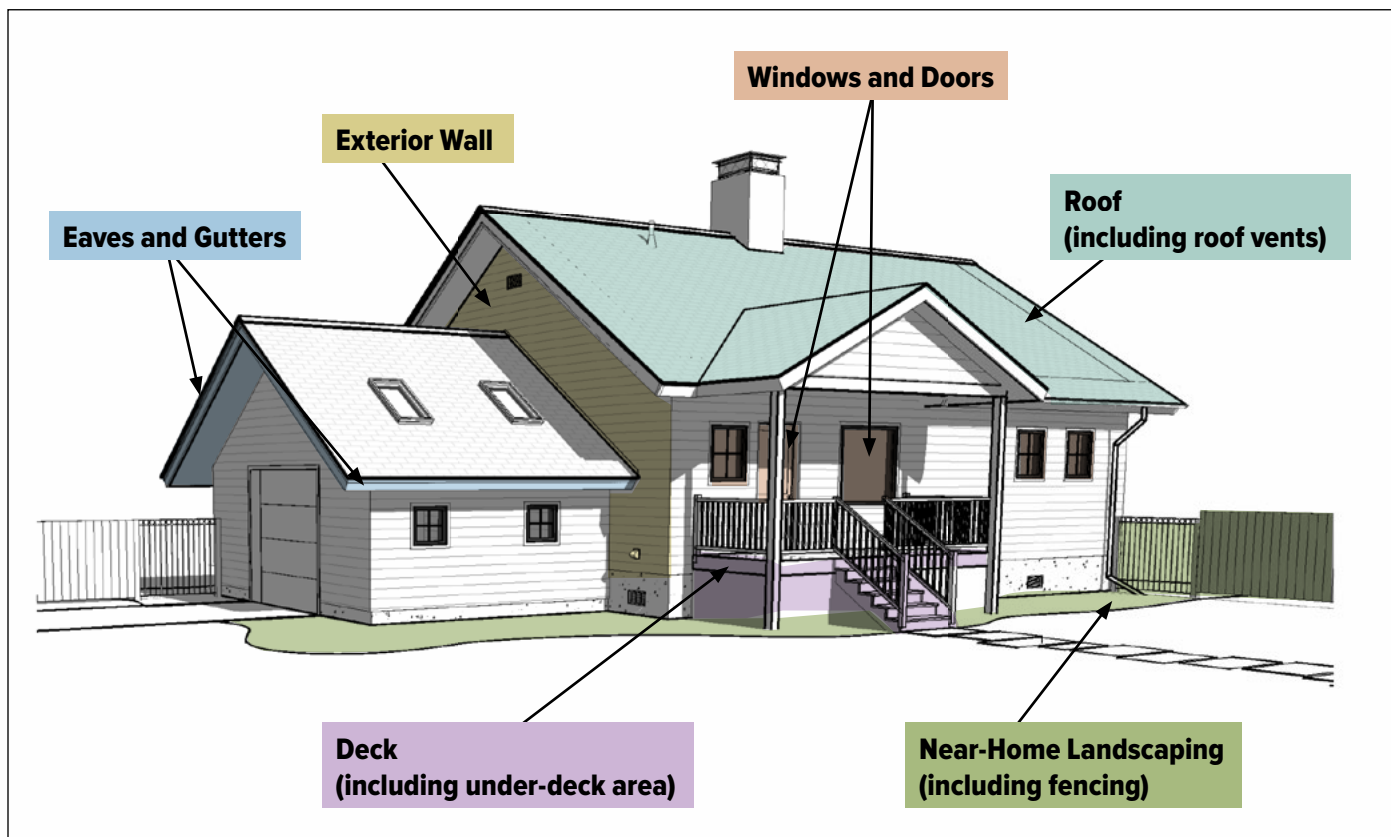 Windows and Doors
Exterior Wall
Roof
(including roof vents)
Eaves and Gutters
Deck
(including under-deck area)
Near-Home Landscaping
(including fencing)